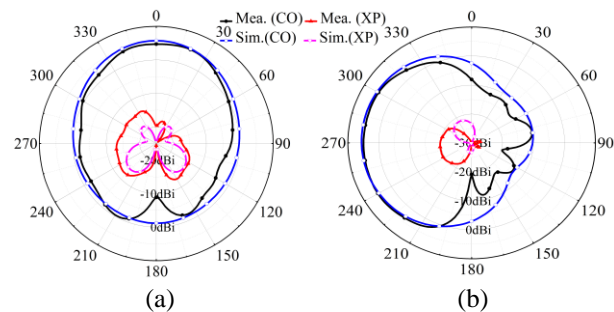 0 Mea. (CO) Mea. (XP) 0
330 Sim.(CO) Sim.(XP) 30
330 30
300 60 300 60
270 90 270 90
-20dBi -20dBi
-10dBi -10dBi
0dBi 0dBi
240 120 240 120
210 150 210 150
180 180
(a) (b)